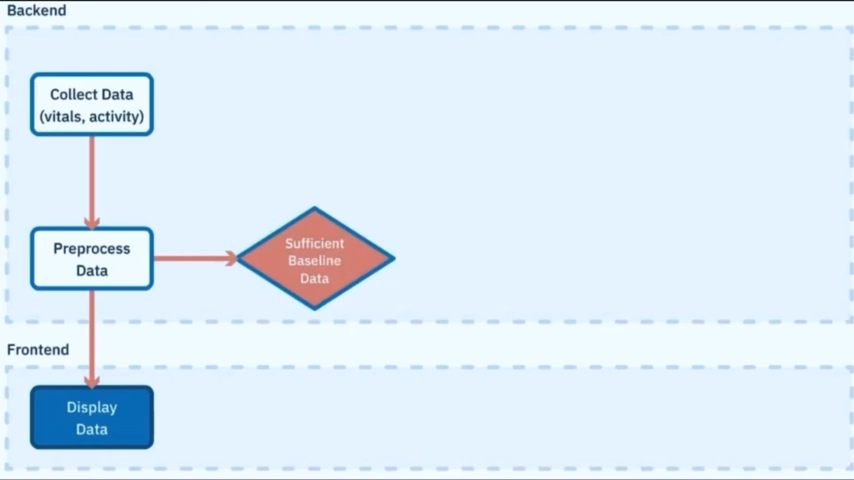 Backend
Collect Data
(vitals, activity)
Preprocess
Data
Sufficient
Baseline
Data
Frontend
Display
Data